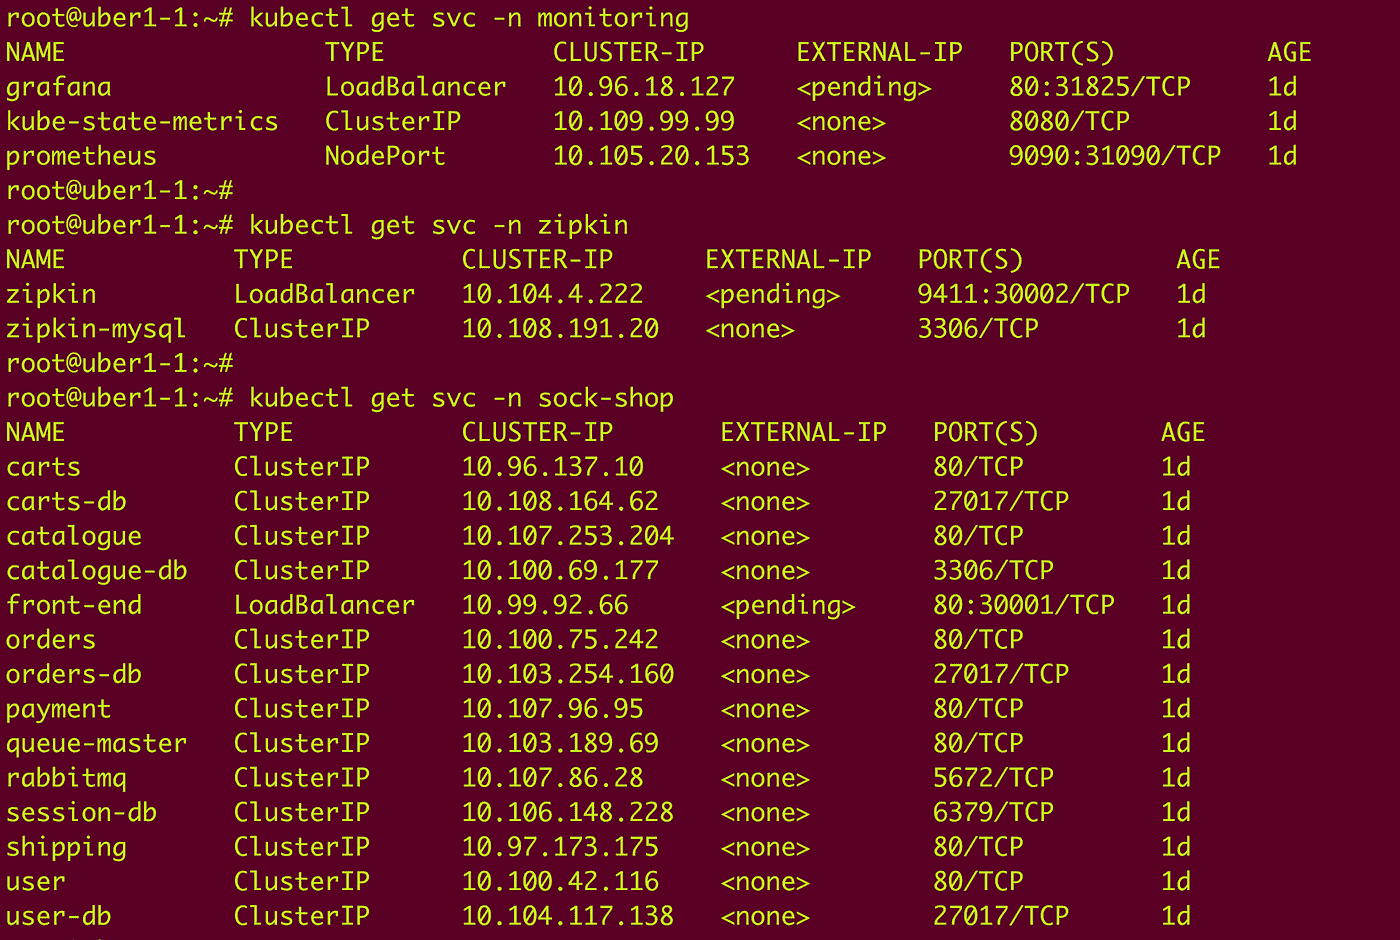 root@uber1-1:~# kubectl get svc -n monitoring
NAME TYPE CLUSTER-IP EXTERNAL-IP PORT(S) AGE
grafana LoadBalancer 10.96.18.127 <pending> 80:31825/TCP 1d
kube-state-metrics ClusterIP 10.109.99.99 <none> 8080/TCP 1d
prometheus NodePort 10.105.20.153 <none> 9090:31090/TCP 1d
root@uber1-1:~#
root@uber1-1:~# kubectl get svc -n zipkin
NAME TYPE CLUSTER-IP EXTERNAL-IP PORT(S) AGE
zipkin LoadBalancer 10.104.4.222 <pending> 9411:30002/TCP 1d
zipkin-mysql ClusterIP 10.108.191.20 <none> 3306/TCP 1d
root@uber1-1:~#
root@uber1-1:~# kubectl get svc -n sock-shop
NAME TYPE CLUSTER-IP EXTERNAL-IP PORT(S) AGE
carts ClusterIP 10.96.137.10 <none> 80/TCP 1d
carts-db ClusterIP 10.108.164.62 <none> 27017/TCP 1d
catalogue ClusterIP 10.107.253.204 <none> 80/TCP 1d
catalogue-db ClusterIP 10.100.69.177 <none> 3306/TCP 1d
front-end LoadBalancer 10.99.92.66 <pending> 80:30001/TCP 1d
orders ClusterIP 10.100.75.242 <none> 80/TCP 1d
orders-db ClusterIP 10.103.254.160 <none> 27017/TCP 1d
payment ClusterIP 10.107.96.95 <none> 80/TCP 1d
queue-master ClusterIP 10.103.189.69 <none> 80/TCP 1d
rabbitmq ClusterIP 10.107.86.28 <none> 5672/TCP 1d
session-db ClusterIP 10.106.148.228 <none> 6379/TCP 1d
shipping ClusterIP 10.97.173.175 <none> 80/TCP 1d
user ClusterIP 10.100.42.116 <none> 80/TCP 1d
user-db ClusterIP 10.104.117.138 <none> 27017/TCP 1d